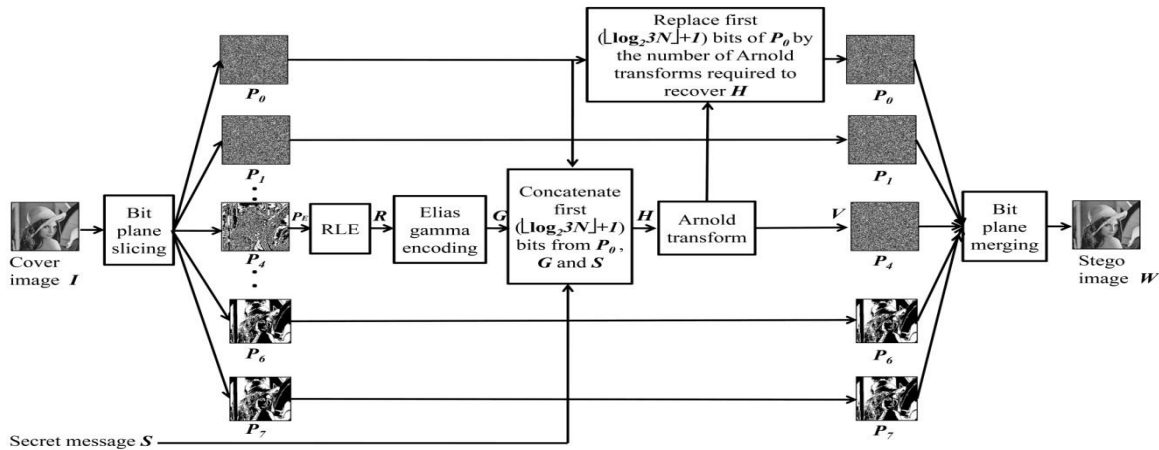 Replace first
(⌊log₂3N⌋+1) bits of P₀ by
the number of Arnold
transforms required to
recover H
P₀
P₀
P₁
P₁
Cover
image I
Bit
plane
slicing
P_E
RLE
R
Elias
gamma
encoding
G
Concatenate
first
(⌊log₂3N⌋+1)
bits from P₀ ,
G and S
H
Arnold
transform
V
P₄
P₄
Bit
plane
merging
Stego
image W
P₆
P₆
P₇
P₇
Secret message S